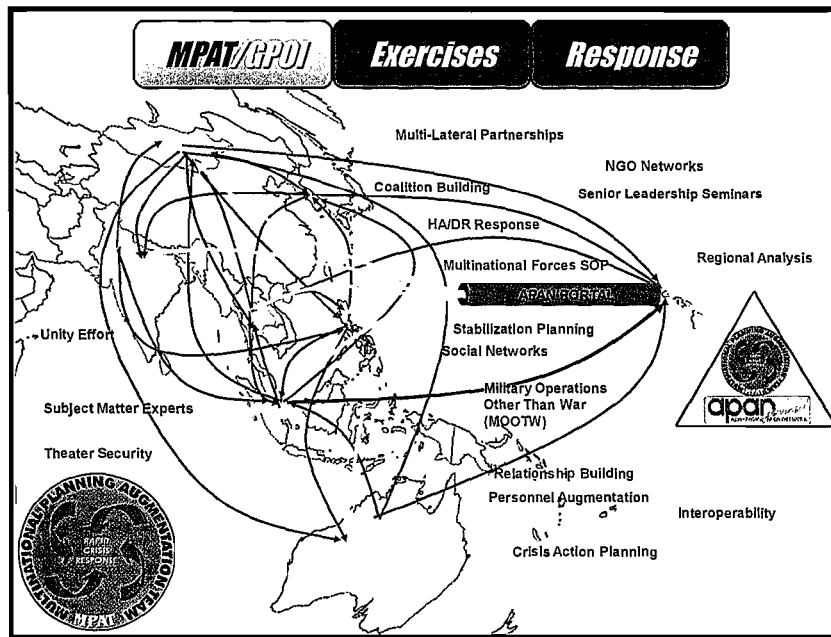 MPAT/GPOI
Exercises
Response
Multi-Lateral Partnerships
NGO Networks
Coalition Building
Senior Leadership Seminars
HA/DR Response
Multinational Forces SOP
Regional Analysis
APAN PORTAL
Stabilization Planning
Unity Effort
Social Networks
Military Operations
Other Than War
(MOOTW)
Subject Matter Experts
apan
Theater Security
Relationship Building
Personnel Augmentation
Interoperability
Crisis Action Planning
MULTINATIONAL PLANNING AUGMENTATION TEAM
RAPID
CRISIS
RESPONSE
MPAT